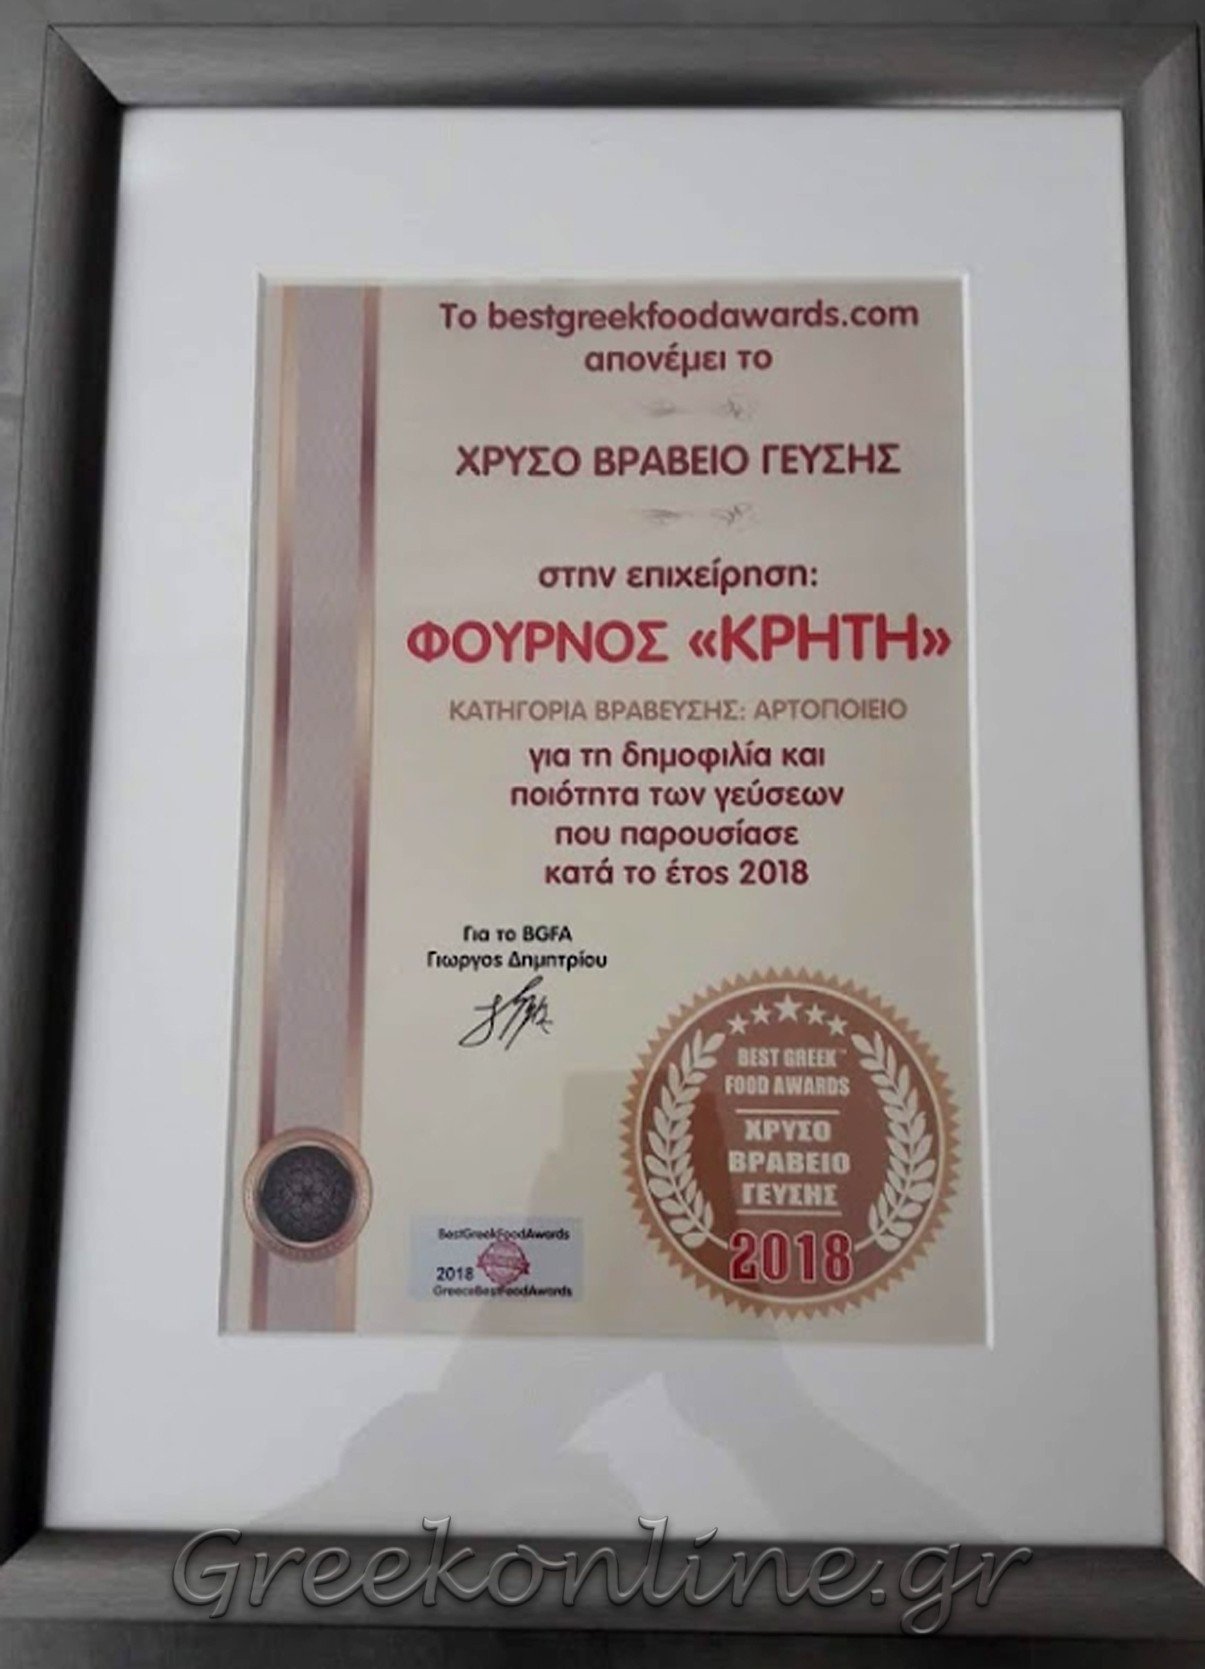 Το bestgreekfoodawards.com
απονέμει το
ΧΡΥΣΟ ΒΡΑΒΕΙΟ ΓΕΥΣΗΣ
στην επιχείρηση:
ΦΟΥΡΝΟΣ «ΚΡΗΤΗ»
ΚΑΤΗΓΟΡΙΑ ΒΡΑΒΕΥΣΗΣ: ΑΡΤΟΠΟΙΕΙΟ
για τη δημοφιλία και
ποιότητα των γεύσεων
που παρουσίασε
κατά το έτος 2018
Για το BGFA
Γιωργος Δημητρίου
BEST GREEK™
FOOD AWARDS
ΧΡΥΣΟ
ΒΡΑΒΕΙΟ
ΓΕΥΣΗΣ
2018
BestGreekFoodAwards
2018
GreeceBestFoodAwards
Greekonline.gr